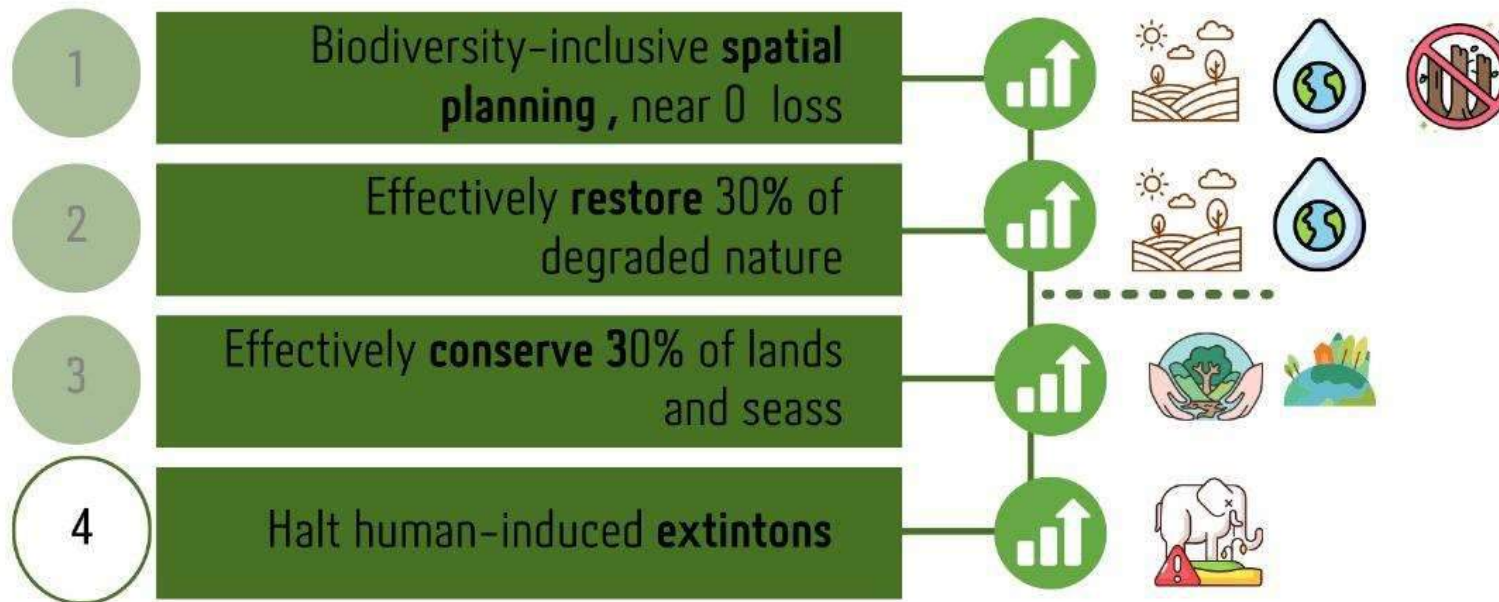 1
Biodiversity-inclusive spatial
planning , near 0 loss
2
Effectively restore 30% of
degraded nature
3
Effectively conserve 30% of lands
and seass
4
Halt human-induced extintons